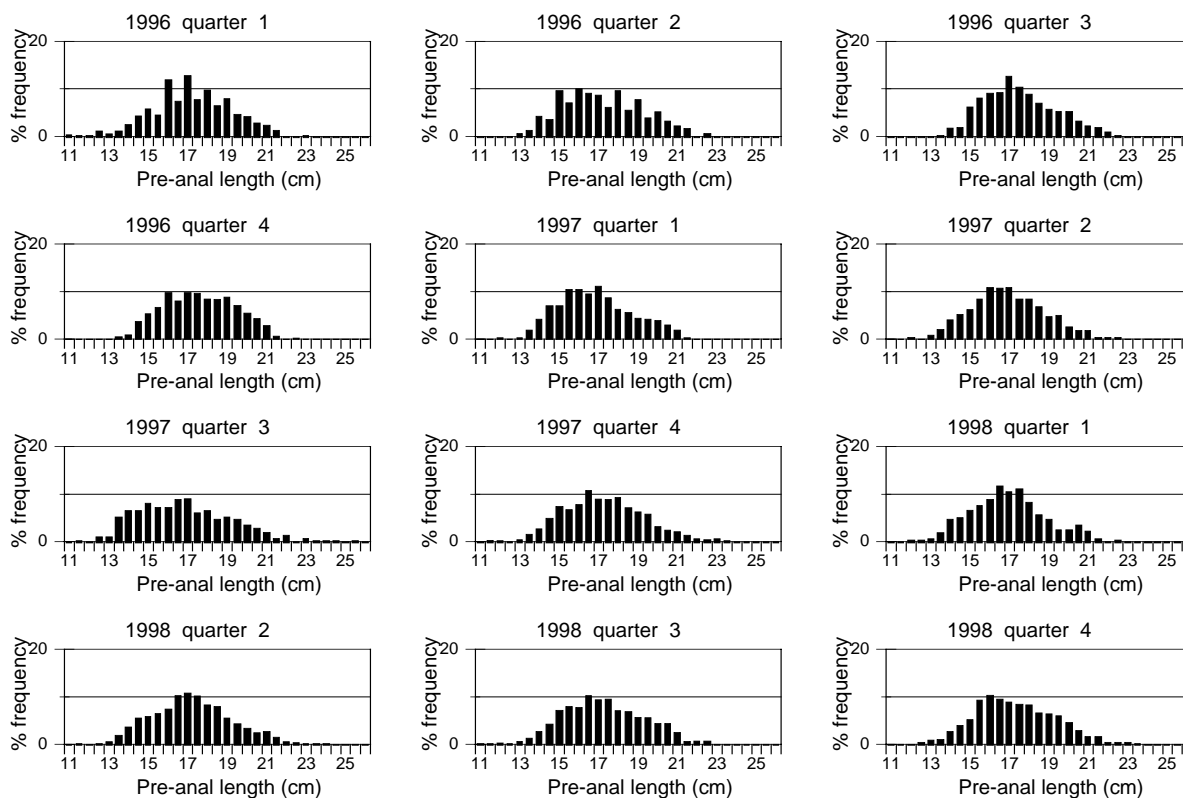 1996 quarter 1
20
0
% frequency
11 13 15 17 19 21 23 25
Pre-anal length (cm)
1996 quarter 2
20
0
% frequency
11 13 15 17 19 21 23 25
Pre-anal length (cm)
1996 quarter 3
20
0
% frequency
11 13 15 17 19 21 23 25
Pre-anal length (cm)
1996 quarter 4
20
0
% frequency
11 13 15 17 19 21 23 25
Pre-anal length (cm)
1997 quarter 1
20
0
% frequency
11 13 15 17 19 21 23 25
Pre-anal length (cm)
1997 quarter 2
20
0
% frequency
11 13 15 17 19 21 23 25
Pre-anal length (cm)
1997 quarter 3
20
0
% frequency
11 13 15 17 19 21 23 25
Pre-anal length (cm)
1997 quarter 4
20
0
% frequency
11 13 15 17 19 21 23 25
Pre-anal length (cm)
1998 quarter 1
20
0
% frequency
11 13 15 17 19 21 23 25
Pre-anal length (cm)
1998 quarter 2
20
0
% frequency
11 13 15 17 19 21 23 25
Pre-anal length (cm)
1998 quarter 3
20
0
% frequency
11 13 15 17 19 21 23 25
Pre-anal length (cm)
1998 quarter 4
20
0
% frequency
11 13 15 17 19 21 23 25
Pre-anal length (cm)